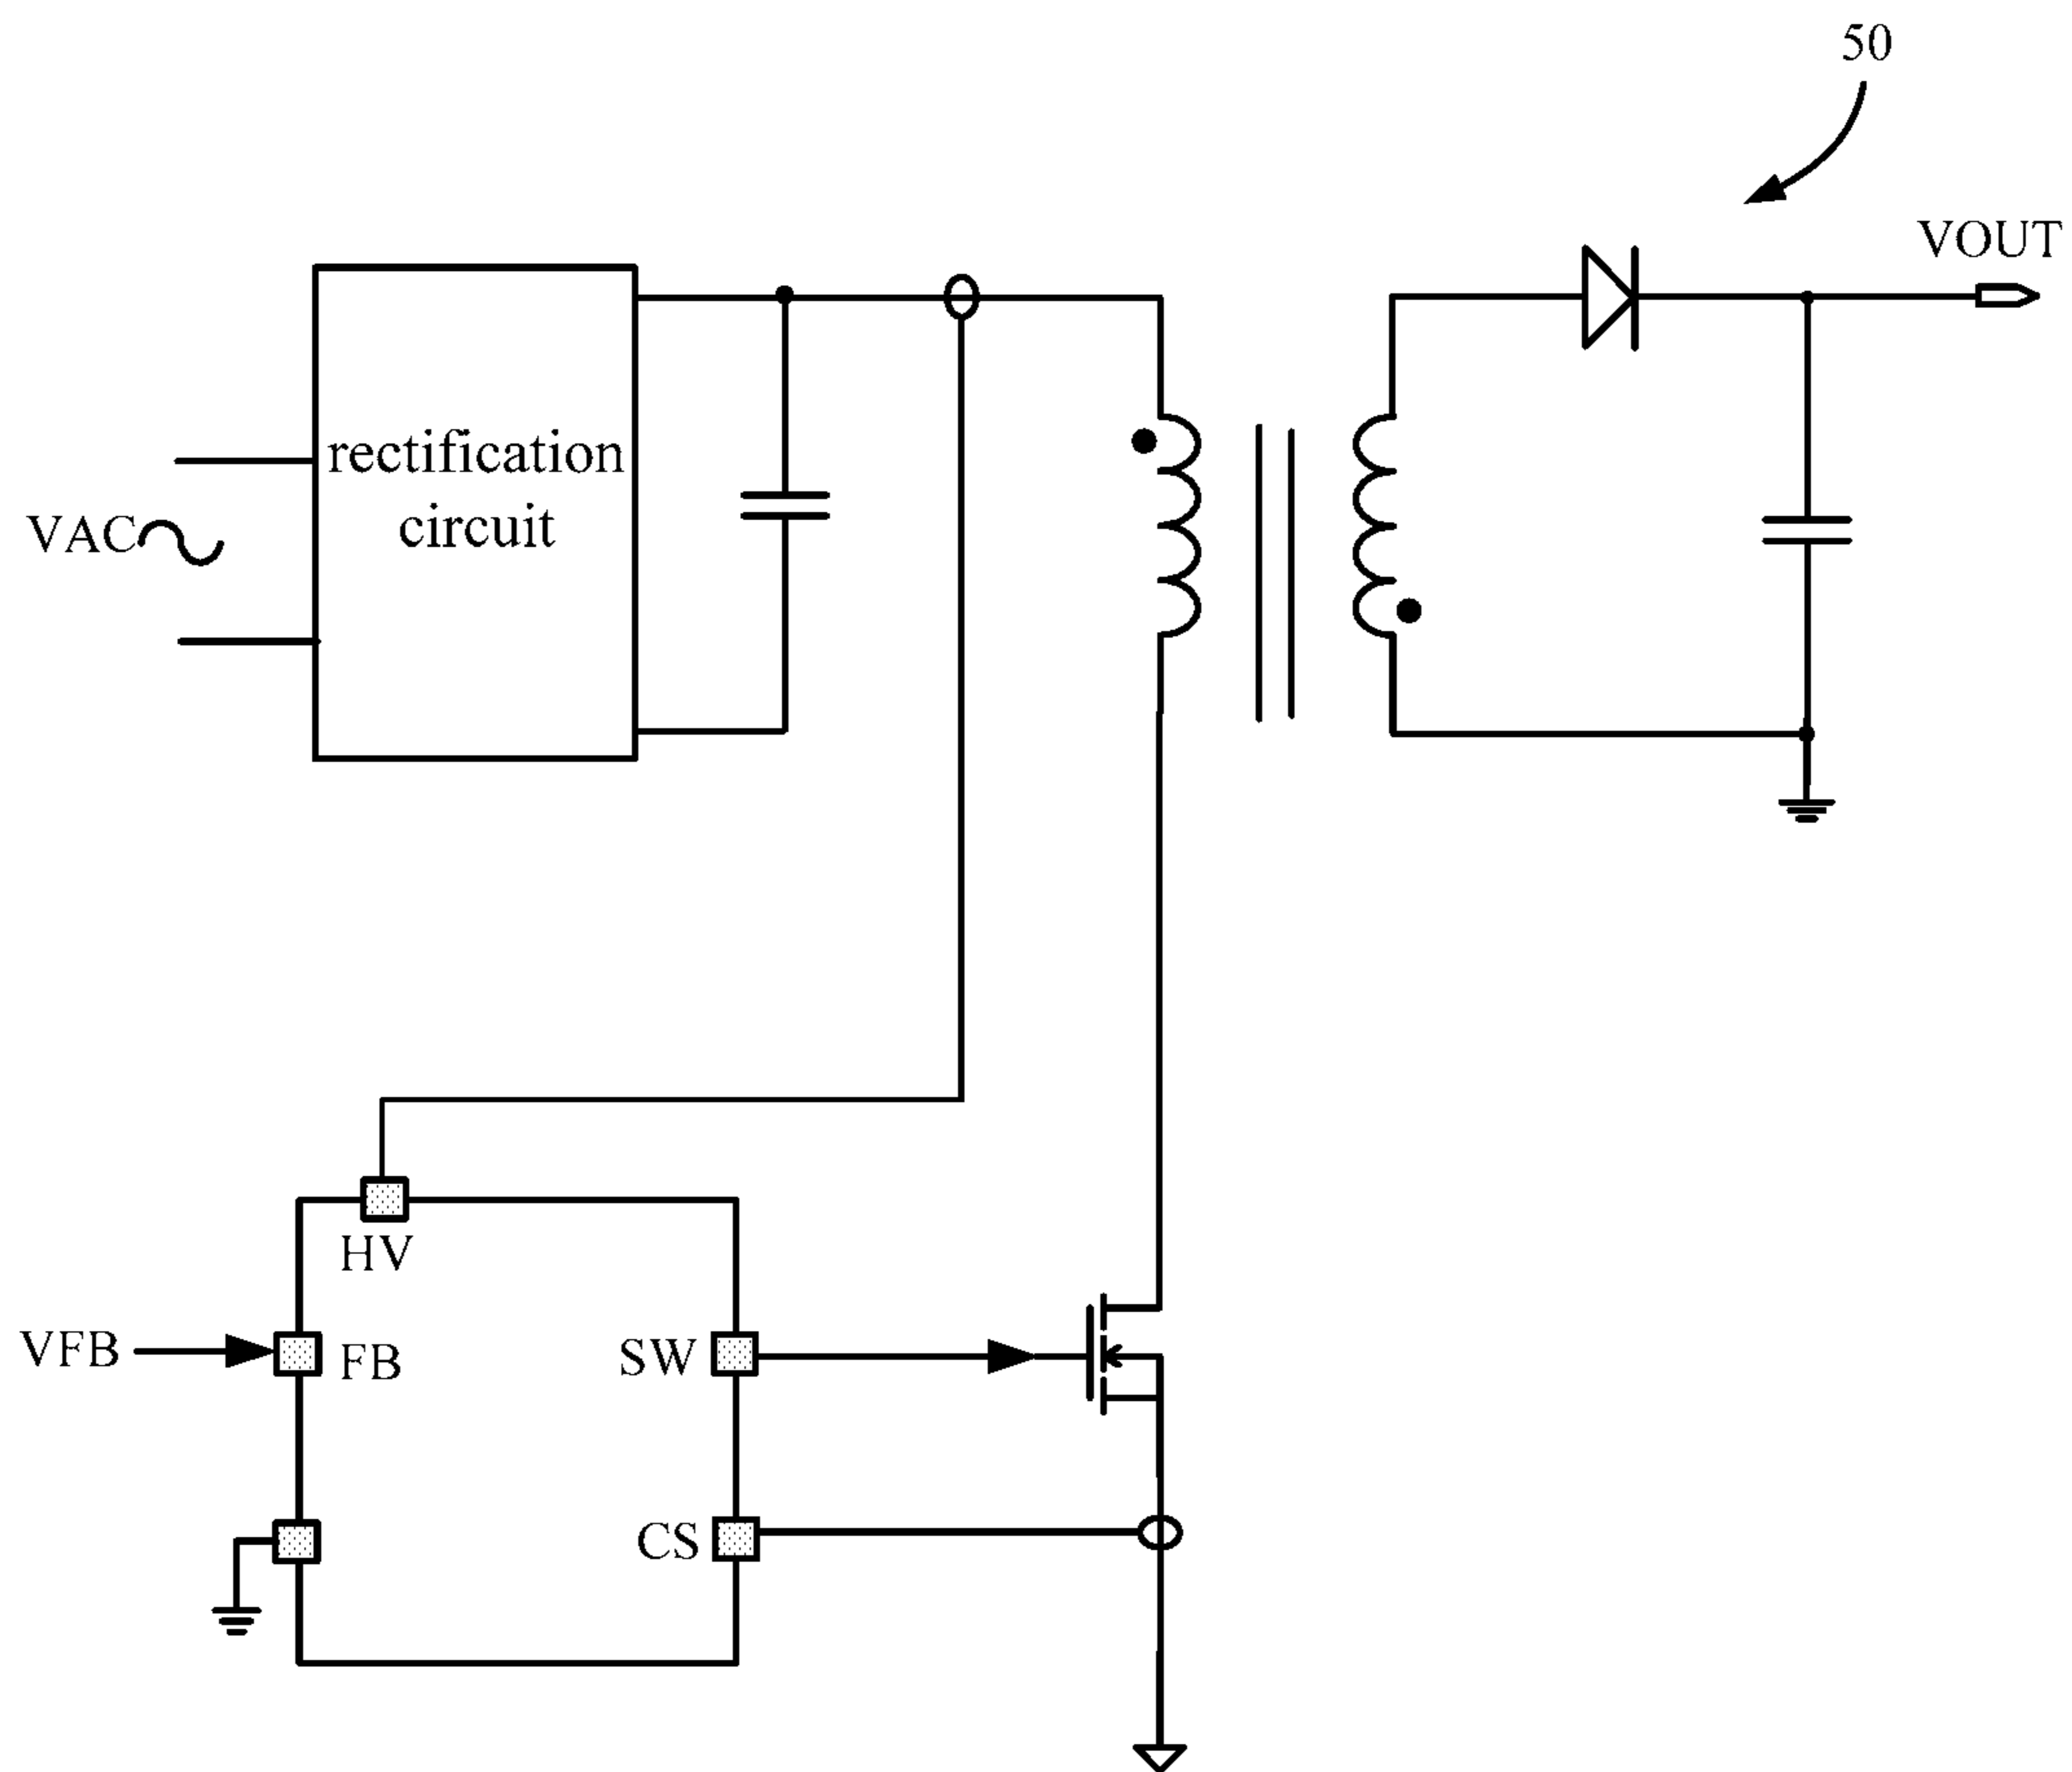 50
VOUT
rectification
circuit
VAC
HV
VFB
FB
SW
CS